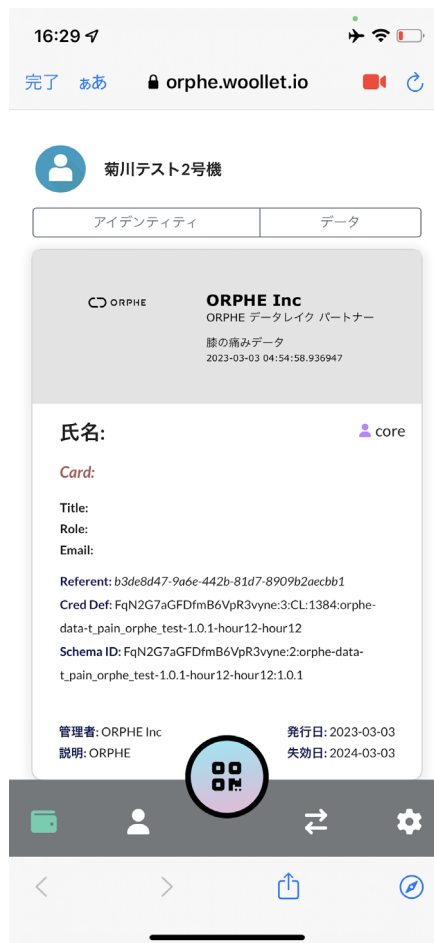 16:29
完了 ぁあ orphe.woollet.io
菊川テスト2号機
アイデンティティ データ
ORPHE
ORPHE Inc
ORPHE データレイク パートナー
膝の痛みデータ
2023-03-03 04:54:58.936947
氏名: core
Card:
Title:
Role:
Email:
Referent: b3de8d47-9a6e-442b-81d7-8909b2aecbb1
Cred Def: FqN2G7aGFDfmB6VpR3vyne:3:CL:1384:orphe-
data-t_pain_orphe_test-1.0.1-hour12-hour12
Schema ID: FqN2G7aGFDfmB6VpR3vyne:2:orphe-data-
t_pain_orphe_test-1.0.1-hour12-hour12:1.0.1
管理者: ORPHE Inc 発行日: 2023-03-03
説明: ORPHE 失効日: 2024-03-03